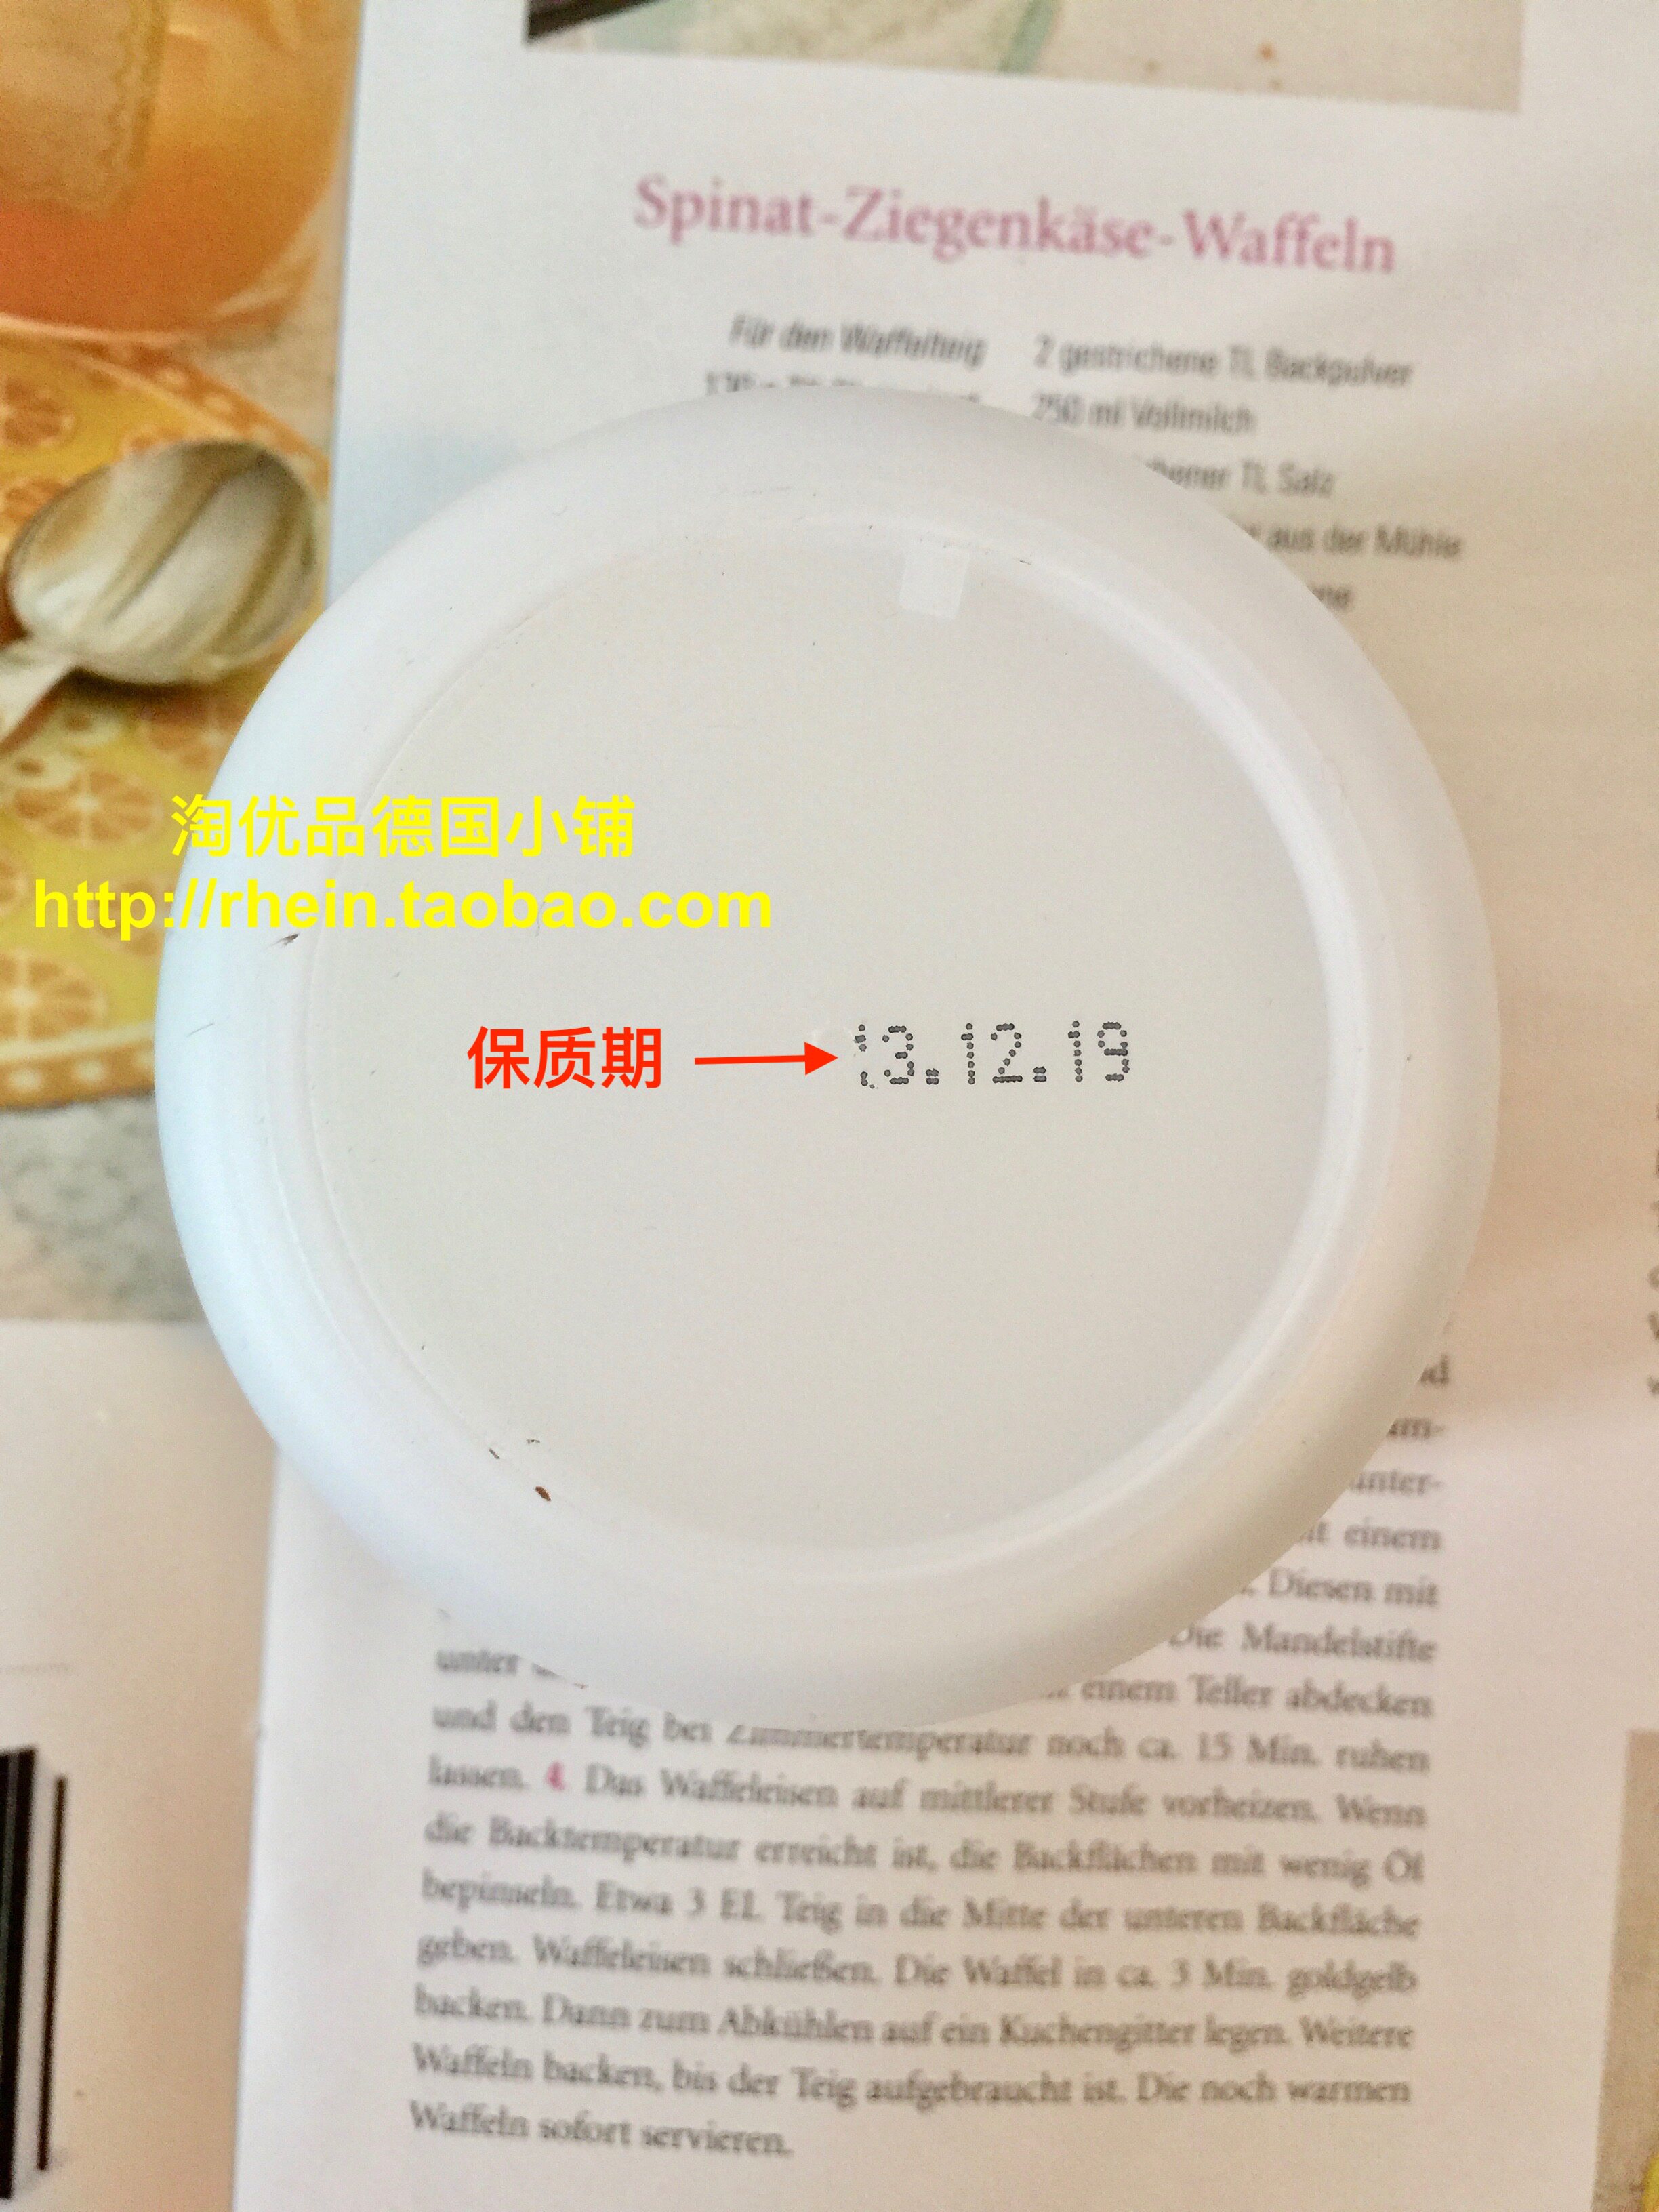 Spinat-Ziegenkäse-Waffeln
Für den Waffelteig
2 gestrichene TL Backpulver
250 ml Vollmilch
TL Salz
aus der Mühle
淘优品德国小铺
http://rhein.taobao.com
保质期
3.12.19
einem
Diesen mit
Die Mandelstifte
unter
einem Teller abdecken
und den Teig bei Zimmertemperatur noch ca. 15 Min. ruhen
lassen. 4. Das Waffeleisen auf mittlerer Stufe vorheizen. Wenn
die Backtemperatur erreicht ist, die Backflächen mit wenig Öl
bepinseln. Etwa 3 EL Teig in die Mitte der unteren Backfläche
geben. Waffeleisen schließen. Die Waffel in ca. 3 Min. goldgelb
backen. Dann zum Abkühlen auf ein Kuchengitter legen. Weitere
Waffeln backen, bis der Teig aufgebraucht ist. Die noch warmen
Waffeln sofort servieren.